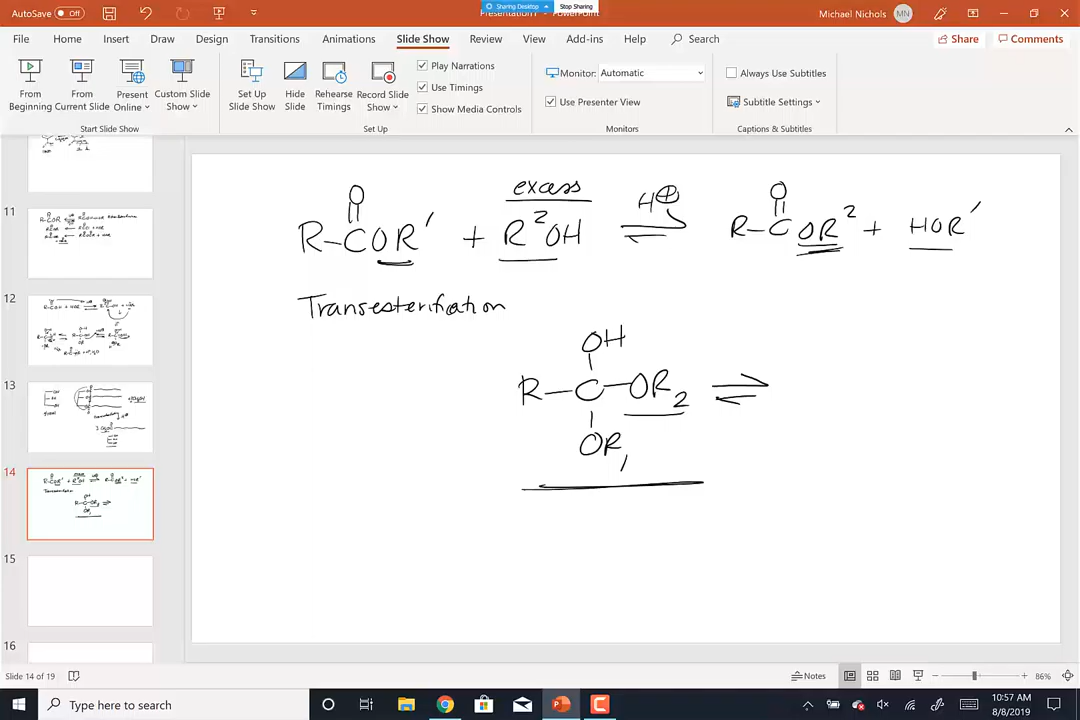 AutoSave Off
Sharing Desktop
Stop Sharing
Michael Nichols MN
File Home Insert Draw Design Transitions Animations Slide Show Review View Add-ins Help Search Share Comments
From Beginning
From Current Slide
Present Online
Custom Slide Show
Start Slide Show
Set Up Slide Show
Hide Slide
Rehearse Timings
Record Slide Show
Play Narrations
Use Timings
Show Media Controls
Set Up
Monitor: Automatic
Use Presenter View
Monitors
Always Use Subtitles
Subtitle Settings
Captions & Subtitles
11
12
13
14
15
16
excess
O H⊕ O
R-COR' + R²OH ⇌ R-COR² + HOR'
Transesterification
OH
R-C-OR₂ ⇌
OR₁
Slide 14 of 19
Notes
86%
Type here to search
10:57 AM
8/8/2019